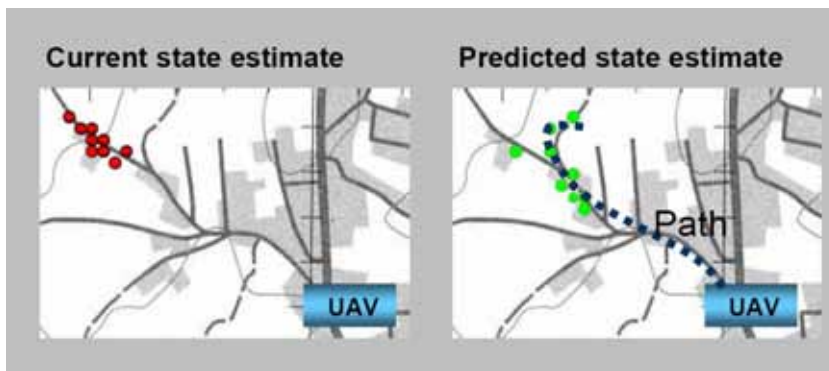 Current state estimate
Predicted state estimate
Path
UAV
UAV